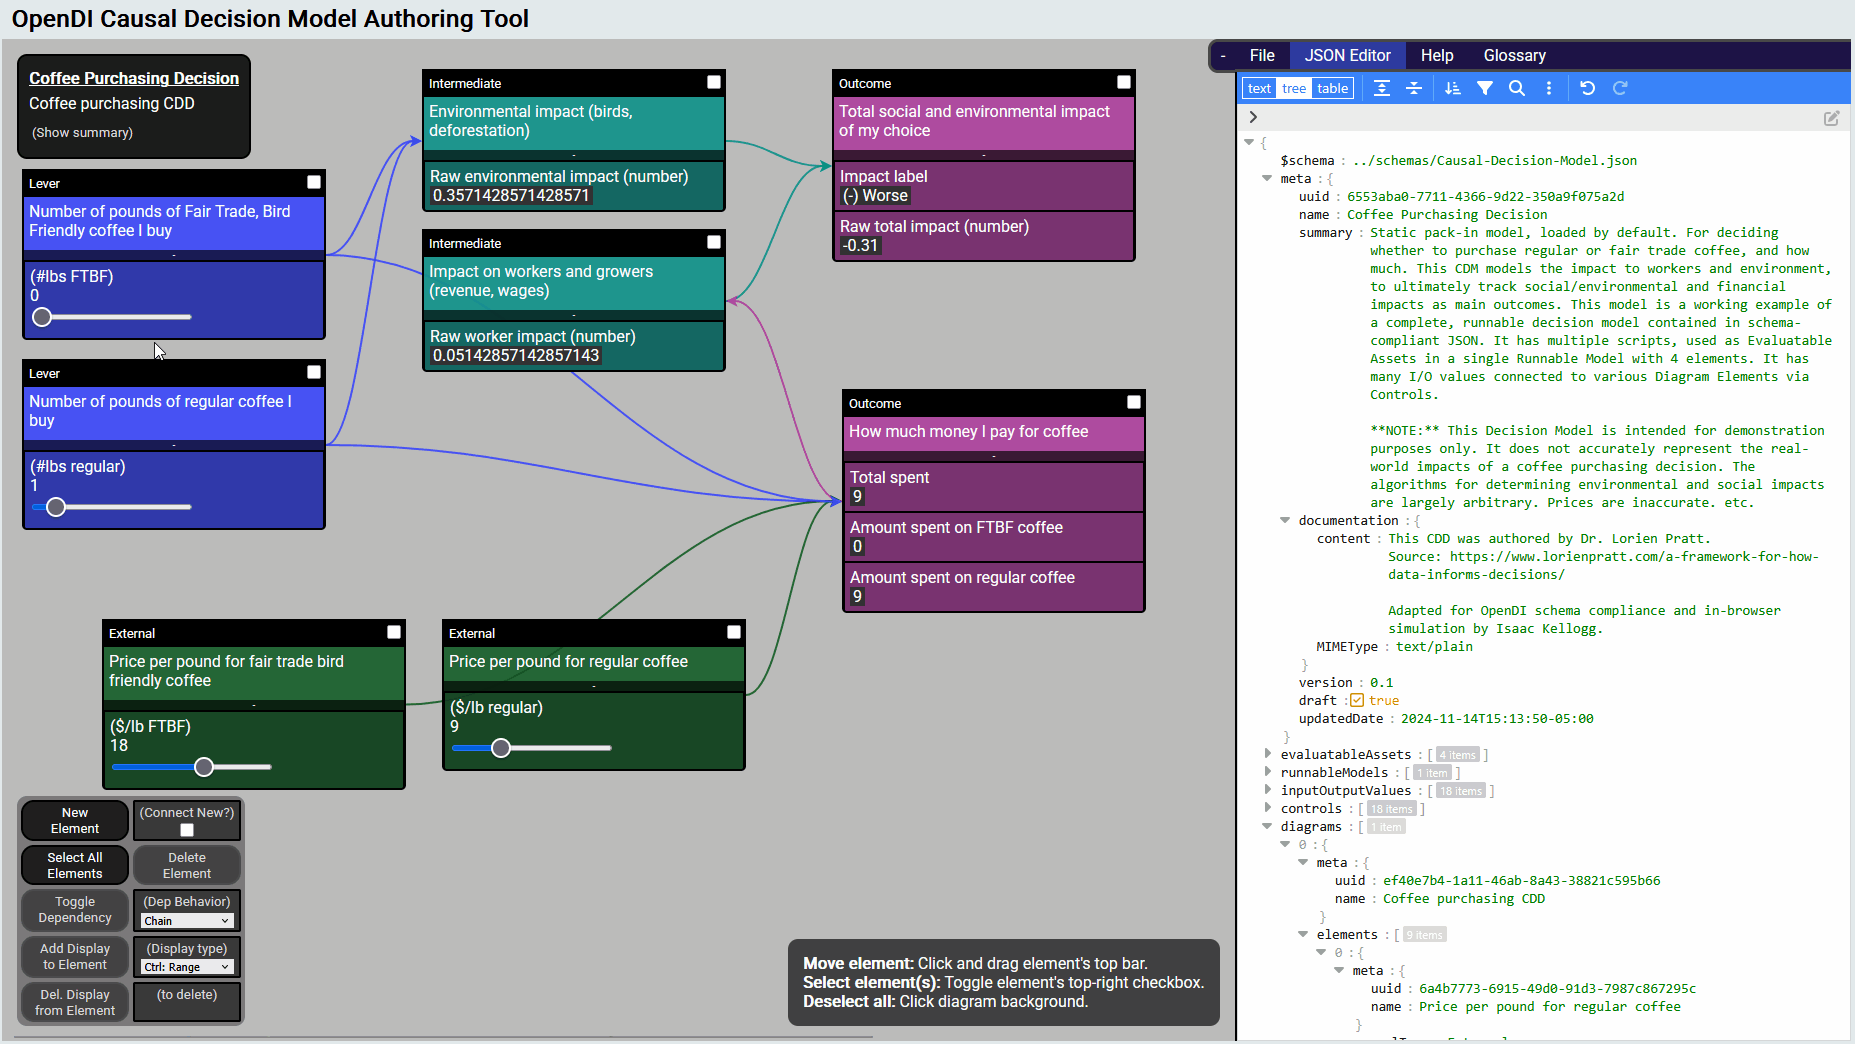 OpenDI Causal Decision Model Authoring Tool
Coffee Purchasing Decision
Coffee purchasing CDD
(Show summary)
Lever
Number of pounds of Fair Trade, Bird
Friendly coffee I buy
-
(#lbs FTBF)
0
Lever
Number of pounds of regular coffee I
buy
-
(#lbs regular)
1
Intermediate
Environmental impact (birds,
deforestation)
-
Raw environmental impact (number)
0.3571428571428571
Intermediate
Impact on workers and growers
(revenue, wages)
-
Raw worker impact (number)
0.05142857142857143
Outcome
Total social and environmental impact
of my choice
-
Impact label
(-) Worse
Raw total impact (number)
-0.31
Outcome
How much money I pay for coffee
-
Total spent
9
Amount spent on FTBF coffee
0
Amount spent on regular coffee
9
External
Price per pound for fair trade bird
friendly coffee
-
($/lb FTBF)
18
External
Price per pound for regular coffee
-
($/lb regular)
9
New
Element
(Connect New?)
Select All
Elements
Delete
Element
Toggle
Dependency
(Dep Behavior)
Chain
Add Display
to Element
(Display type)
Ctrl: Range
Del. Display
from Element
(to delete)
Move element: Click and drag element's top bar.
Select element(s): Toggle element's top-right checkbox.
Deselect all: Click diagram background.
- File JSON Editor Help Glossary
text tree table
{
$schema : ../schemas/Causal-Decision-Model.json
meta : {
uuid : 6553aba0-7711-4366-9d22-350a9f075a2d
name : Coffee Purchasing Decision
summary : Static pack-in model, loaded by default. For deciding
whether to purchase regular or fair trade coffee, and how
much. This CDM models the impact to workers and environment,
to ultimately track social/environmental and financial
impacts as main outcomes. This model is a working example of
a complete, runnable decision model contained in schema-
compliant JSON. It has multiple scripts, used as Evaluatable
Assets in a single Runnable Model with 4 elements. It has
many I/O values connected to various Diagram Elements via
Controls.
**NOTE:** This Decision Model is intended for demonstration
purposes only. It does not accurately represent the real-
world impacts of a coffee purchasing decision. The
algorithms for determining environmental and social impacts
are largely arbitrary. Prices are inaccurate. etc.
documentation : {
content : This CDD was authored by Dr. Lorien Pratt.
Source: https://www.lorienpratt.com/a-framework-for-how-
data-informs-decisions/
Adapted for OpenDI schema compliance and in-browser
simulation by Isaac Kellogg.
MIMEType : text/plain
}
version : 0.1
draft : true
updatedDate : 2024-11-14T15:13:50-05:00
}
evaluatableAssets : [ 4 items ]
runnableModels : [ 1 item ]
inputOutputValues : [ 18 items ]
controls : [ 18 items ]
diagrams : [ 1 item
0 : {
meta : {
uuid : ef40e7b4-1a11-46ab-8a43-38821c595b66
name : Coffee purchasing CDD
}
elements : [ 9 items
0 : {
meta : {
uuid : 6a4b7773-6915-49d0-91d3-7987c867295c
name : Price per pound for regular coffee
}